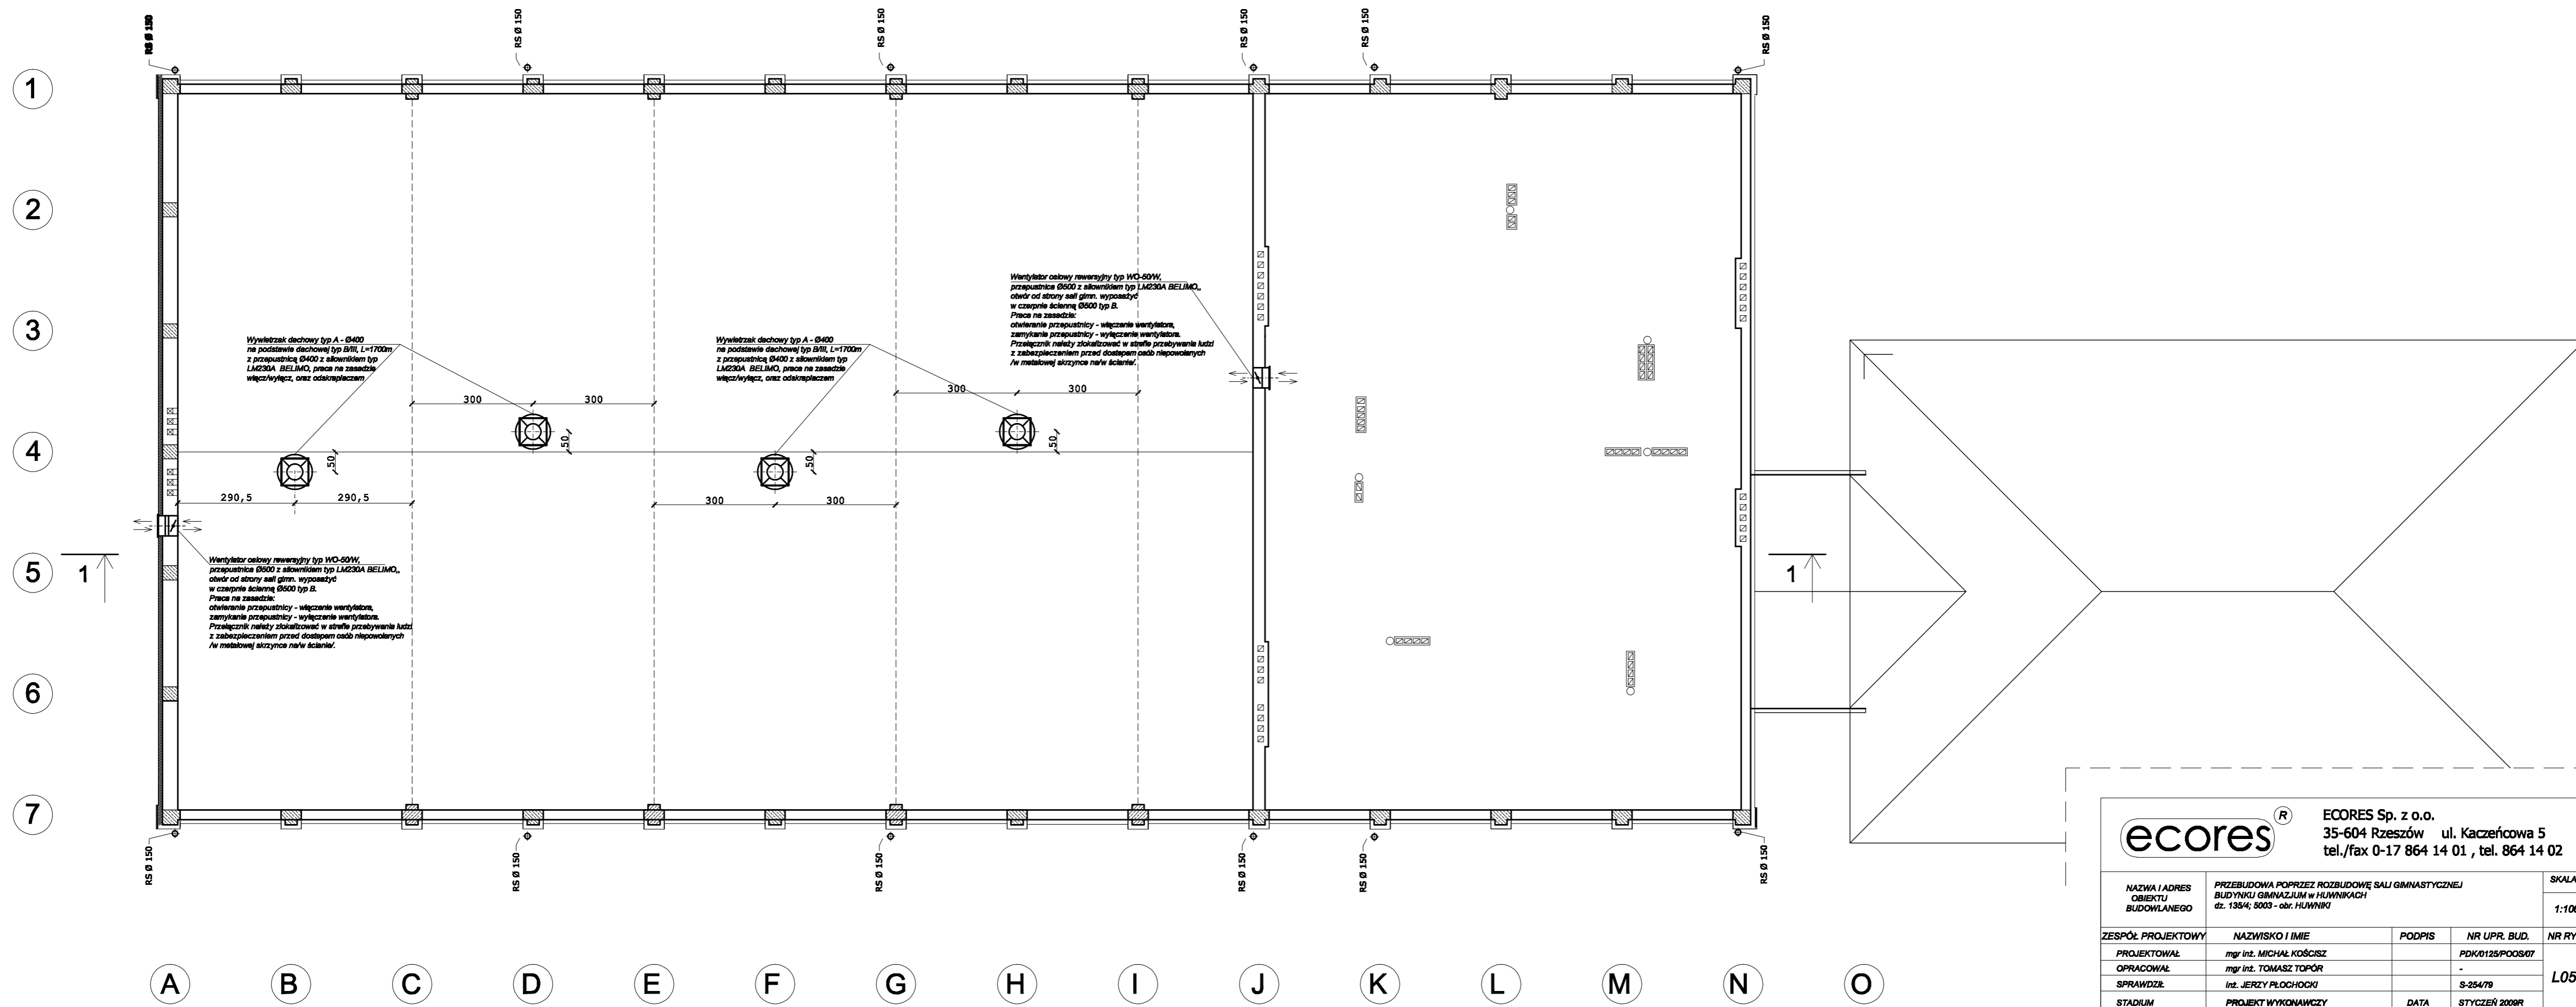 RS Ø 150
RS Ø 150
RS Ø 150
RS Ø 150
RS Ø 150
RS Ø 150
1
2
3
4
5
6
7
Wentylator osiowy rewersyjny typ WO-50/W,
przepustnica Ø500 z siłownikiem typ LM230A BELIMO,,
otwór od strony sali gimn. wyposażyć
w czerpnie ścienną Ø500 typ B.
Praca na zasadzie:
otwieranie przepustnicy - włączenie wentylatora,
zamykanie przepustnicy - wyłączenie wentylatora.
Przełącznik należy zlokalizować w strefie przebywania ludzi
z zabezpieczeniem przed dostępem osób niepowołanych
/w metalowej skrzynce na/w ścianie/.
Wywietrzak dachowy typ A - Ø400
na podstawie dachowej typ B/III, L=1700m
z przepustnicą Ø400 z siłownikiem typ
LM230A BELIMO, praca na zasadzie
włącz/wyłącz, oraz odskraplaczem
Wywietrzak dachowy typ A - Ø400
na podstawie dachowej typ B/III, L=1700m
z przepustnicą Ø400 z siłownikiem typ
LM230A BELIMO, praca na zasadzie
włącz/wyłącz, oraz odskraplaczem
300 300
300 300
50
50
50
50
290,5 290,5
300 300
1
1
Wentylator osiowy rewersyjny typ WO-50/W,
przepustnica Ø500 z siłownikiem typ LM230A BELIMO,,
otwór od strony sali gimn. wyposażyć
w czerpnie ścienną Ø500 typ B.
Praca na zasadzie:
otwieranie przepustnicy - włączenie wentylatora,
zamykanie przepustnicy - wyłączenie wentylatora.
Przełącznik należy zlokalizować w strefie przebywania ludzi
z zabezpieczeniem przed dostępem osób niepowołanych
/w metalowej skrzynce na/w ścianie/.
RS Ø 150
RS Ø 150
RS Ø 150
RS Ø 150
RS Ø 150
RS Ø 150
A B C D E F G H I J K L M N O
ecores R
ECORES Sp. z o.o.
35-604 Rzeszów ul. Kaczeńcowa 5
tel./fax 0-17 864 14 01 , tel. 864 14 02
NAZWA I ADRES
OBIEKTU
BUDOWLANEGO
PRZEBUDOWA POPRZEZ ROZBUDOWĘ SALI GIMNASTYCZNEJ
BUDYNKU GIMNAZJUM w HUWNIKACH
dz. 135/4; 5003 - obr. HUWNIKI
SKALA
1:100
ZESPÓŁ PROJEKTOWY NAZWISKO I IMIE PODPIS NR UPR. BUD. NR RY
PROJEKTOWAŁ mgr inż. MICHAŁ KOŚCISZ PDK/0125/POOS/07
OPRACOWAŁ mgr inż. TOMASZ TOPÓR -
L05
SPRAWDZIŁ inż. JERZY PŁOCHOCKI S-254/79
STADIUM PROJEKT WYKONAWCZY DATA STYCZEŃ 2009R